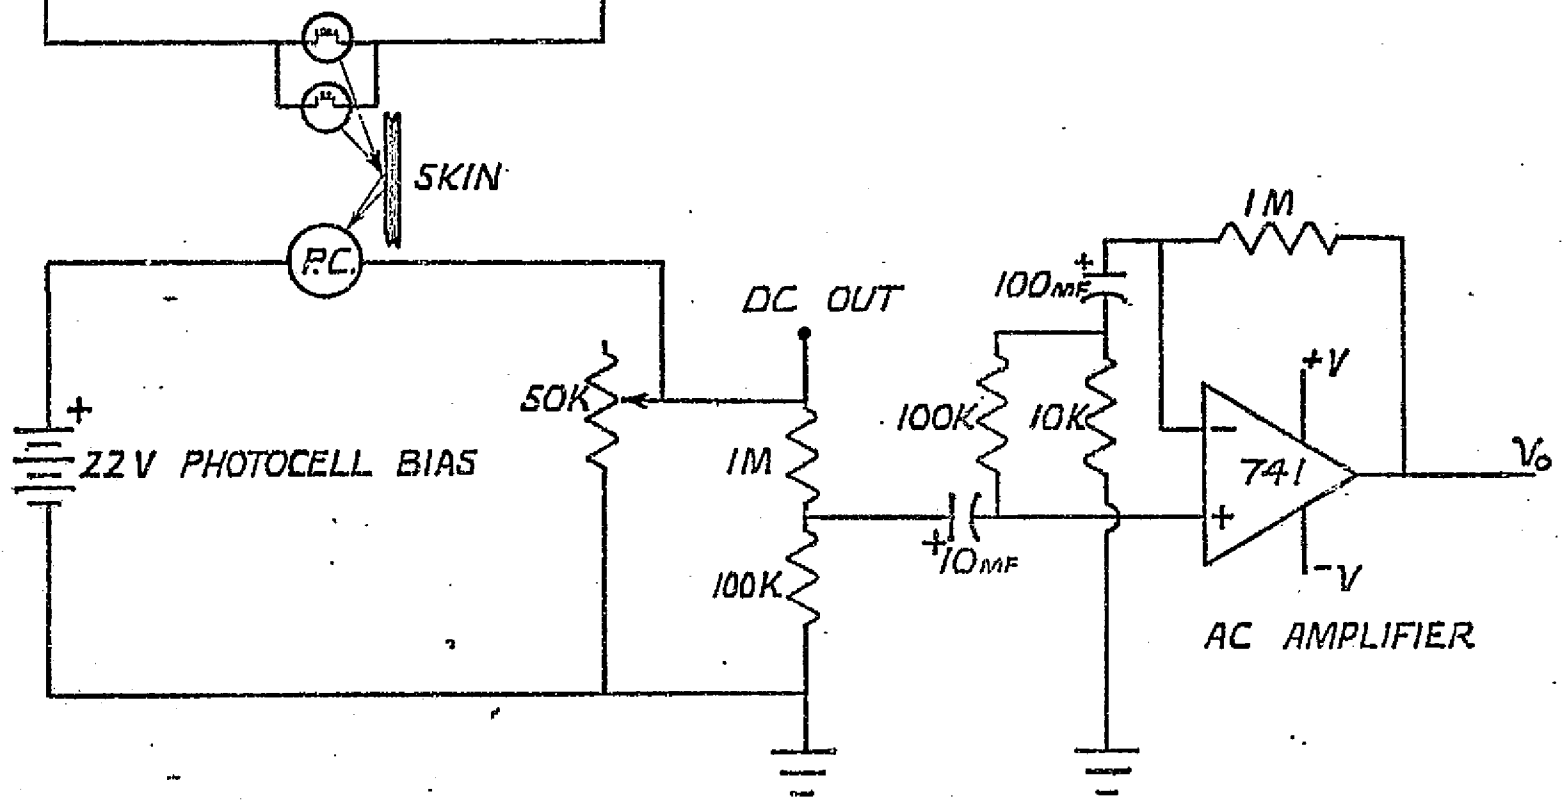 SKIN
1M
P.C.
DC OUT
100MF
+
+V
50K
100K
10K
-
+
22V PHOTOCELL BIAS
1M
741
Vo
+
+
10MF
100K
-V
AC AMPLIFIER